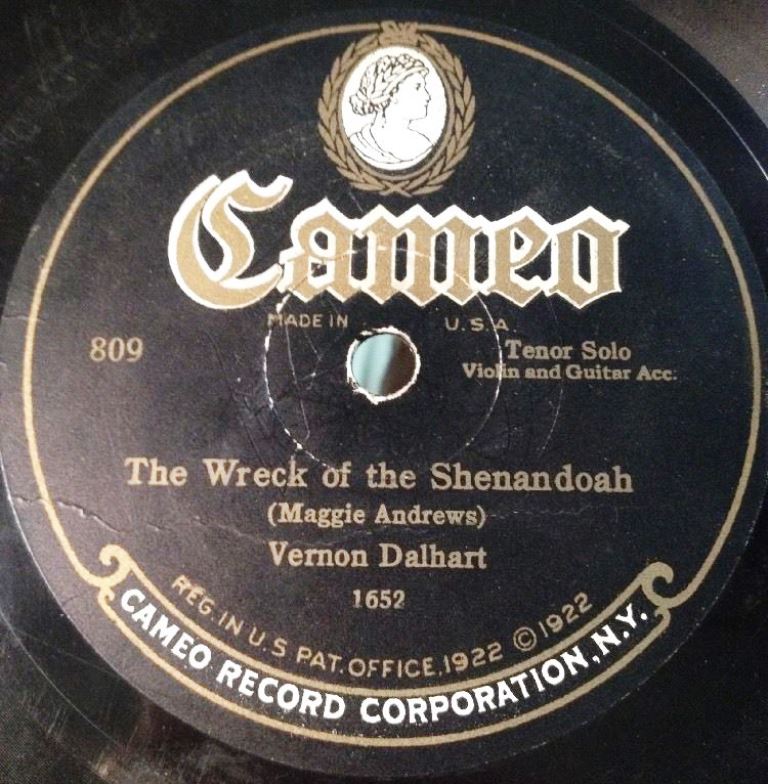 Cameo
MADE IN U.S.A.
809
Tenor Solo
Violin and Guitar Acc.
The Wreck of the Shenandoah
(Maggie Andrews)
Vernon Dalhart
1652
REG. IN U.S PAT. OFFICE, 1922 ©1922
CAMEO RECORD CORPORATION, N.Y.